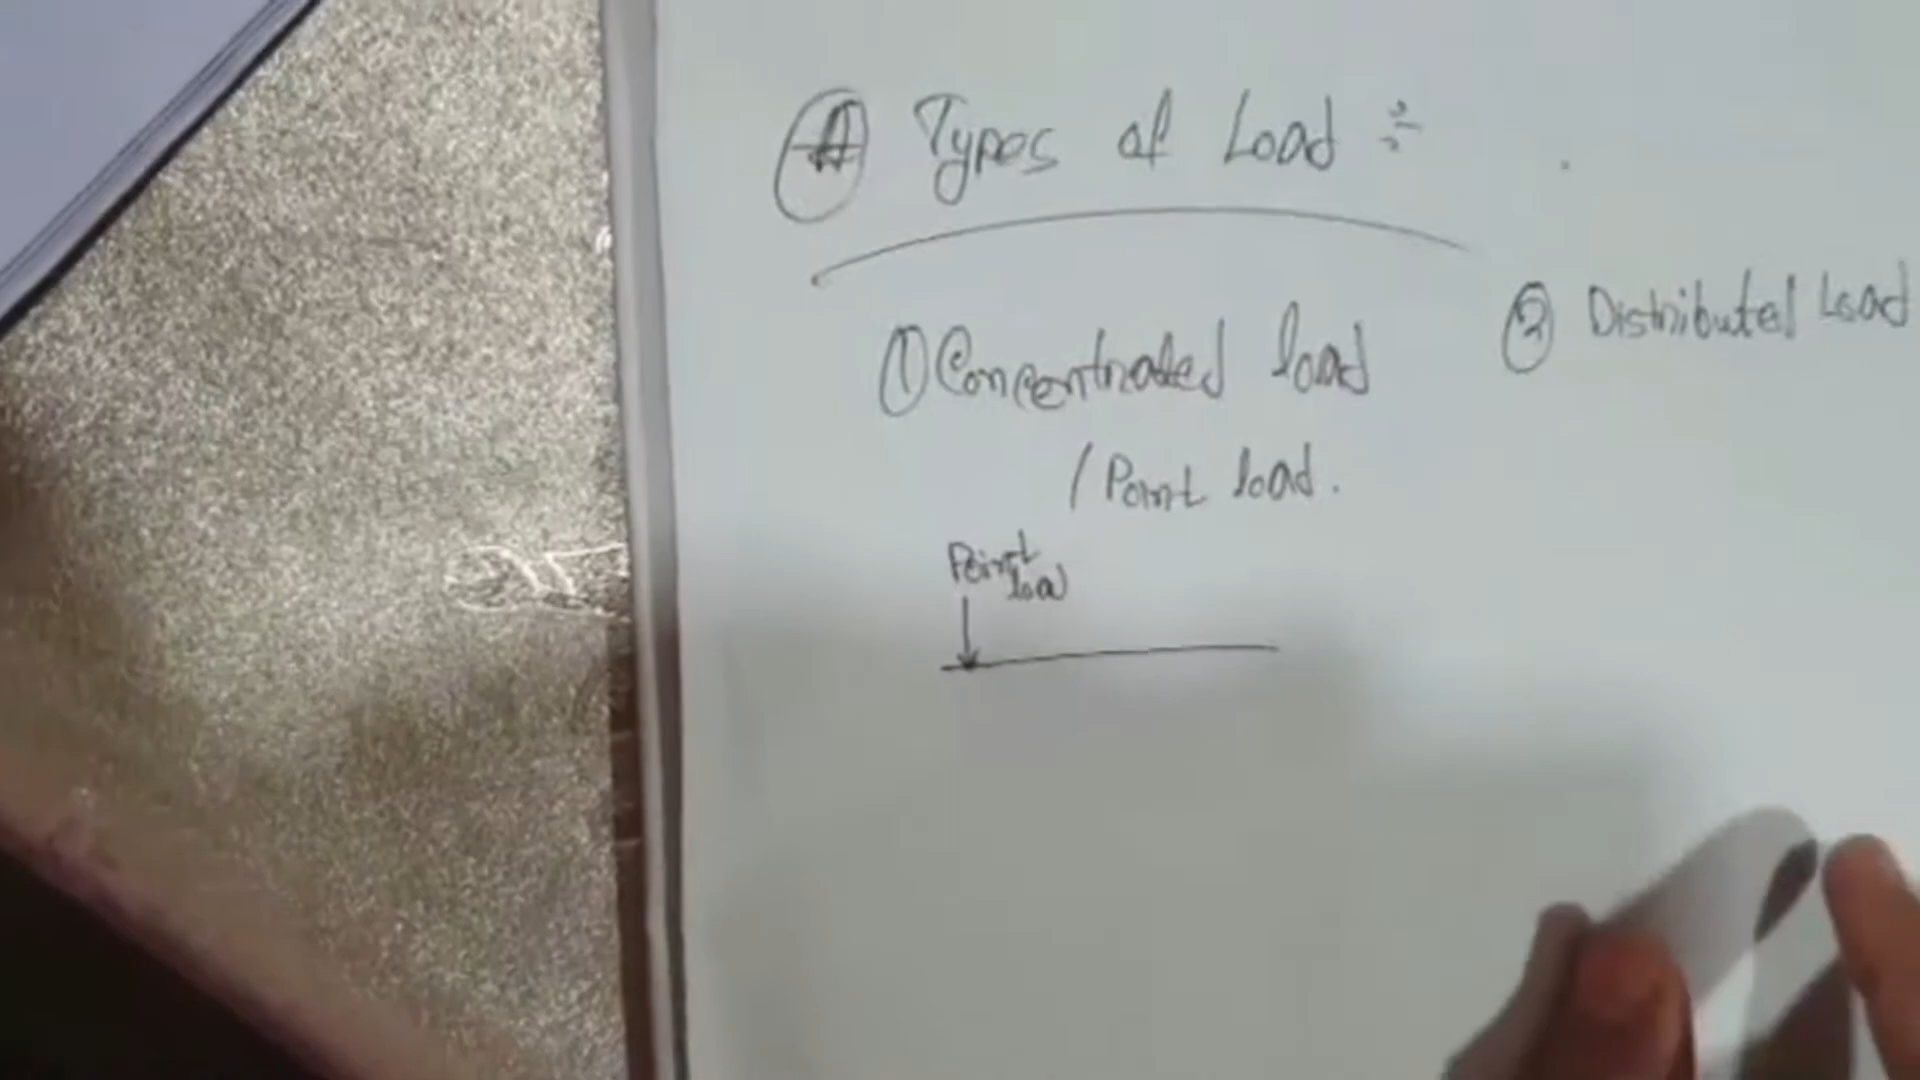 # Types of Load ÷
① Concentrated load
② Distributed Load
/ Point load.
Point
load